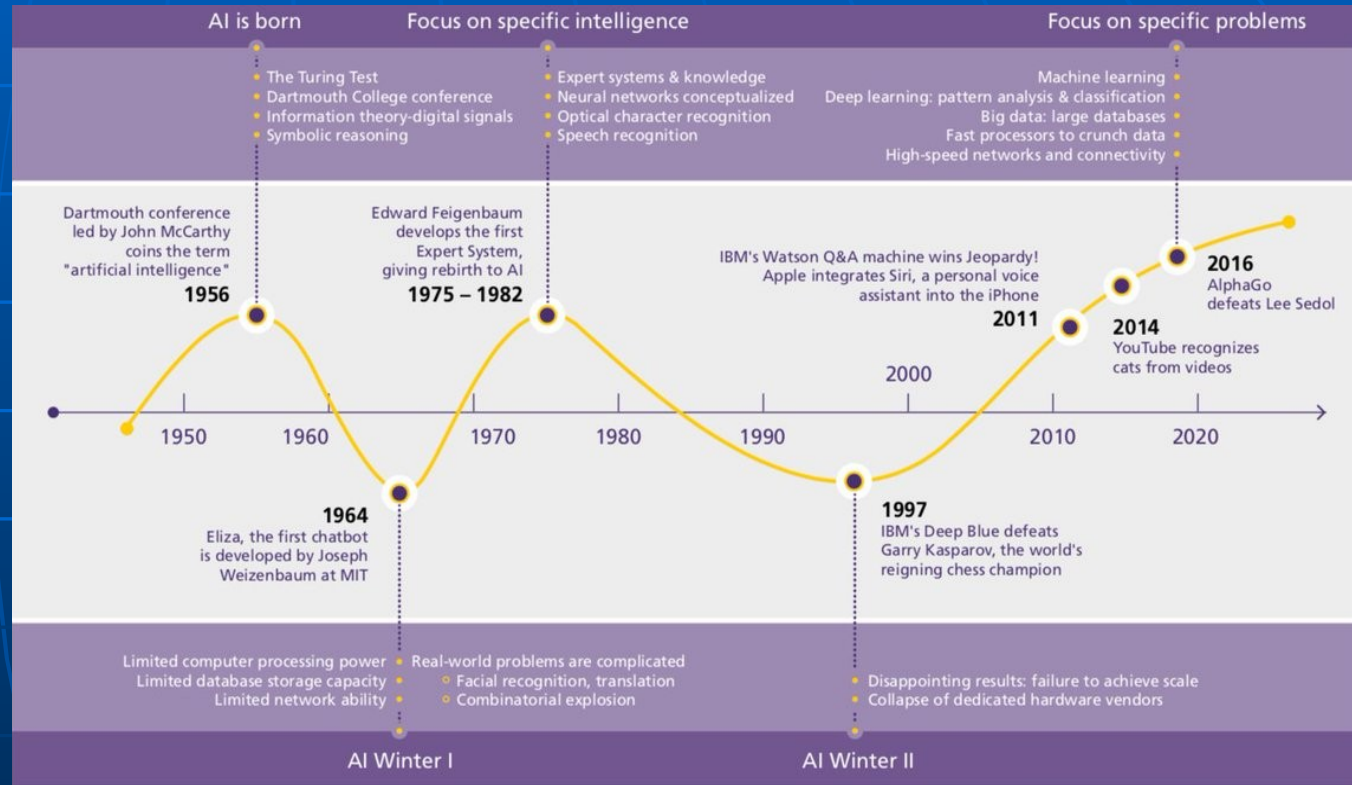 AI is born
Focus on specific intelligence
Focus on specific problems
• The Turing Test
• Dartmouth College conference
• Information theory-digital signals
• Symbolic reasoning
• Expert systems & knowledge
• Neural networks conceptualized
• Optical character recognition
• Speech recognition
Machine learning •
Deep learning: pattern analysis & classification •
Big data: large databases •
Fast processors to crunch data •
High-speed networks and connectivity •
Dartmouth conference
led by John McCarthy
coins the term
"artificial intelligence"
1956
Edward Feigenbaum
develops the first
Expert System,
giving rebirth to AI
1975 – 1982
IBM's Watson Q&A machine wins Jeopardy!
Apple integrates Siri, a personal voice
assistant into the iPhone
2011
2014
YouTube recognizes
cats from videos
2016
AlphaGo
defeats Lee Sedol
1950
1960
1970
1980
1990
2000
2010
2020
1964
Eliza, the first chatbot
is developed by Joseph
Weizenbaum at MIT
1997
IBM's Deep Blue defeats
Garry Kasparov, the world's
reigning chess champion
Limited computer processing power •
Limited database storage capacity •
Limited network ability •
Real-world problems are complicated
○ Facial recognition, translation
○ Combinatorial explosion
• Disappointing results: failure to achieve scale
• Collapse of dedicated hardware vendors
AI Winter I
AI Winter II